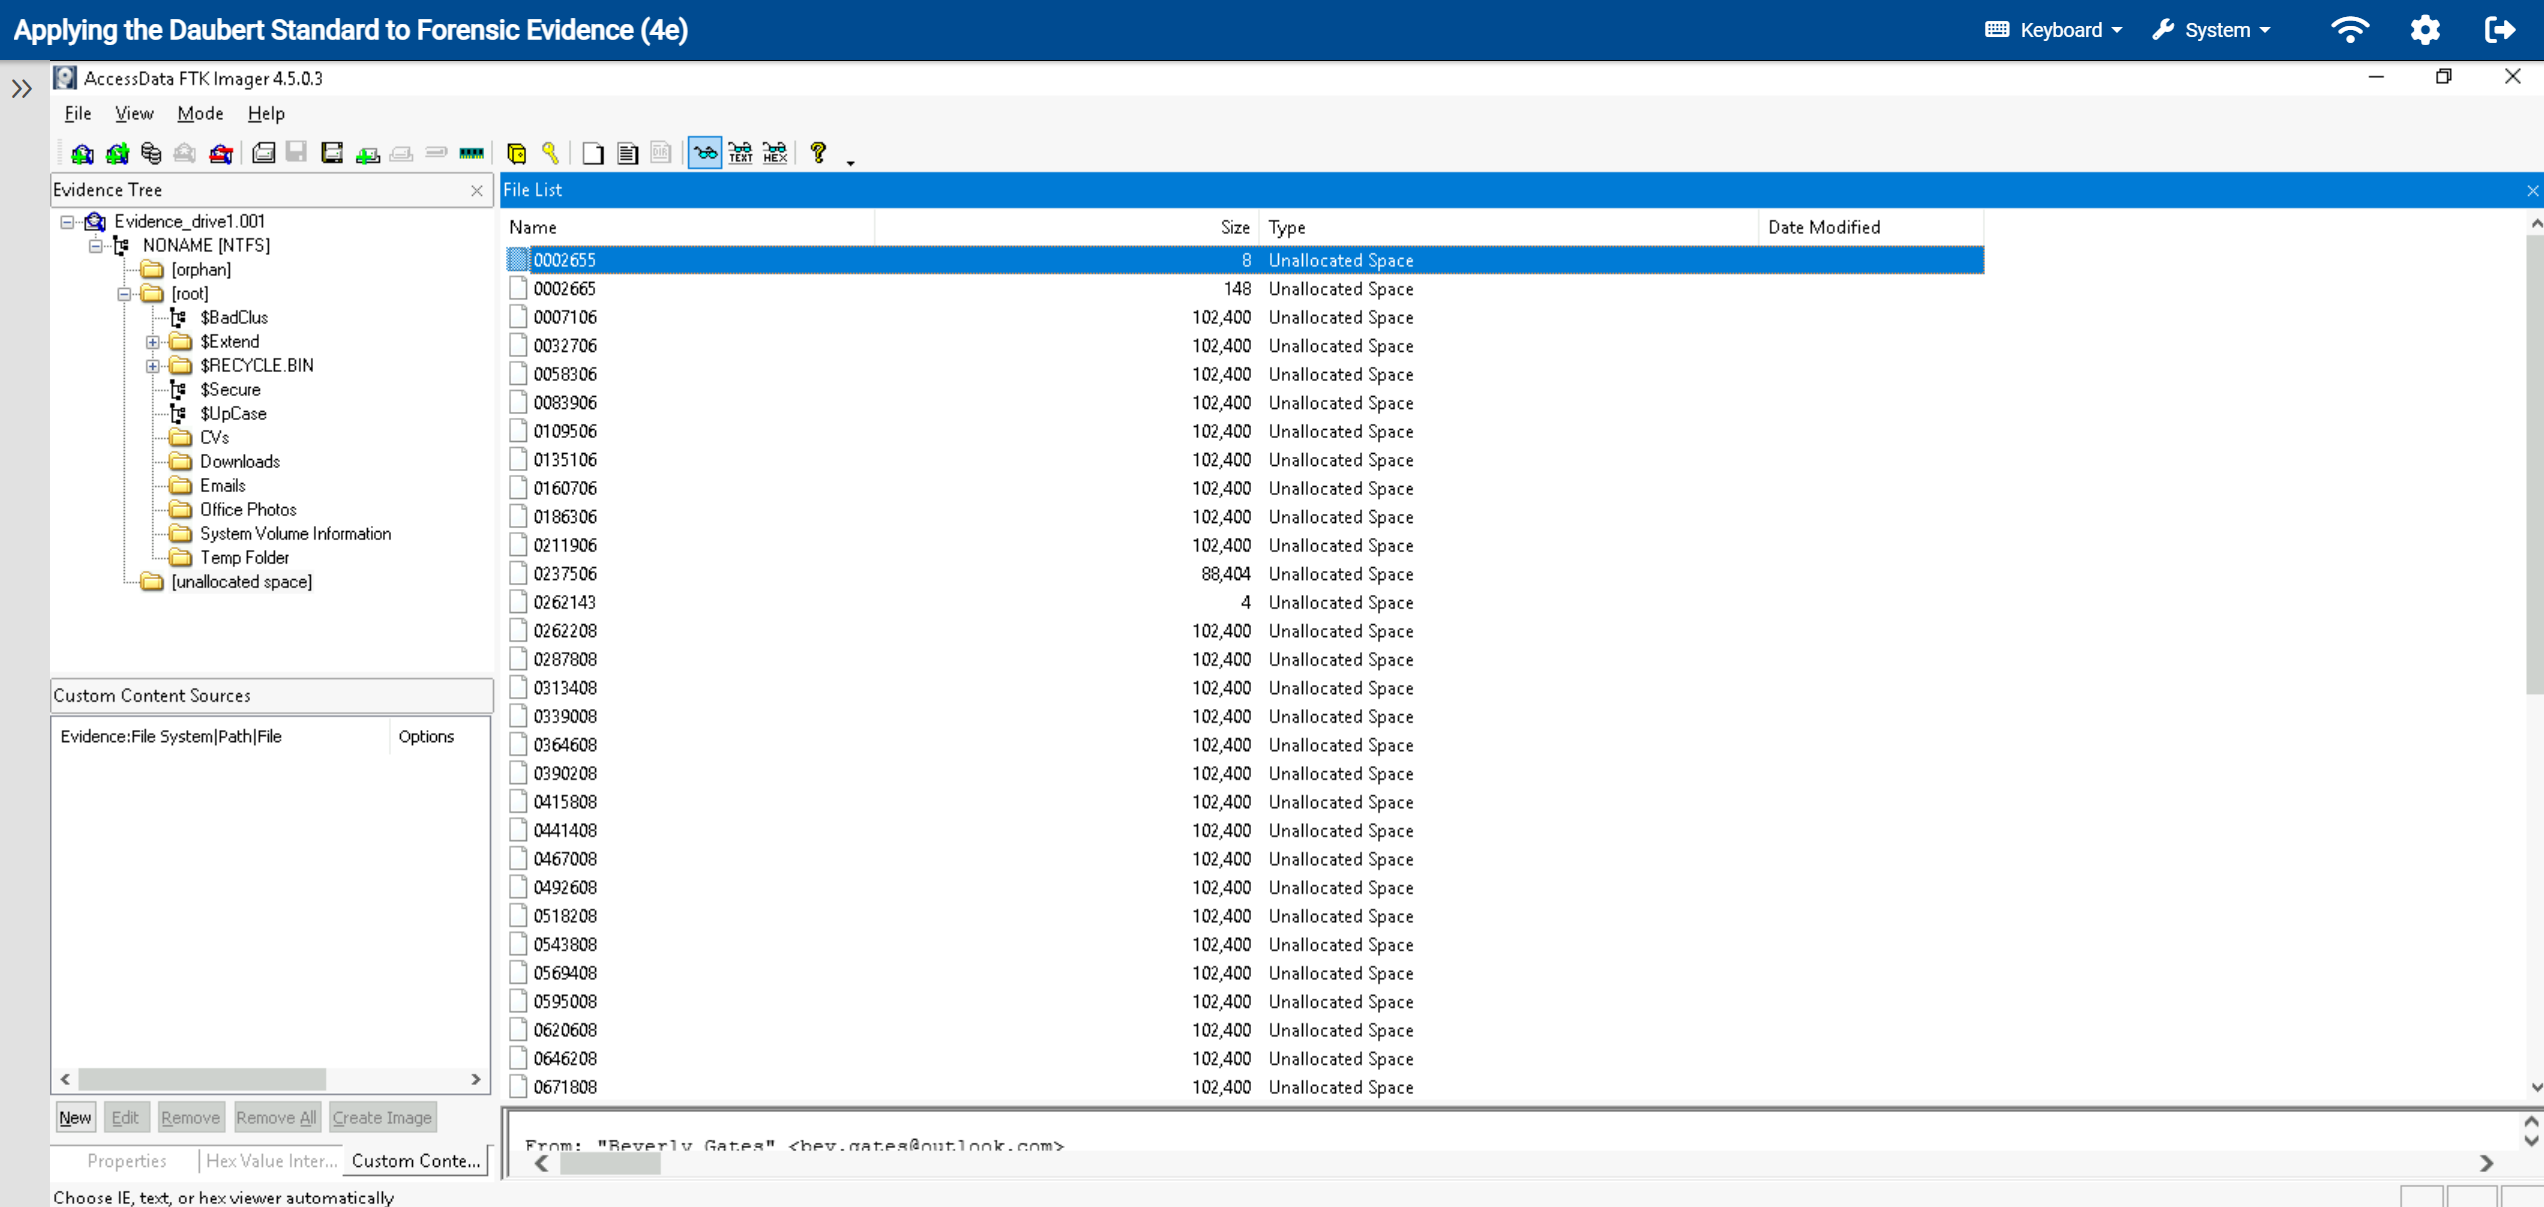 Applying the Daubert Standard to Forensic Evidence (4e)
Keyboard
System
AccessData FTK Imager 4.5.0.3
File View Mode Help
TEXT
HEX
DIR
Evidence Tree
Evidence_drive1.001
NONAME [NTFS]
[orphan]
[root]
$BadClus
$Extend
$RECYCLE.BIN
$Secure
$UpCase
CVs
Downloads
Emails
Office Photos
System Volume Information
Temp Folder
[unallocated space]
Custom Content Sources
Evidence:File System|Path|File Options
New Edit Remove Remove All Create Image
Properties Hex Value Inter... Custom Conte...
Choose IE, text, or hex viewer automatically
File List
Name Size Type Date Modified
0002655 8 Unallocated Space
0002665 148 Unallocated Space
0007106 102,400 Unallocated Space
0032706 102,400 Unallocated Space
0058306 102,400 Unallocated Space
0083906 102,400 Unallocated Space
0109506 102,400 Unallocated Space
0135106 102,400 Unallocated Space
0160706 102,400 Unallocated Space
0186306 102,400 Unallocated Space
0211906 102,400 Unallocated Space
0237506 88,404 Unallocated Space
0262143 4 Unallocated Space
0262208 102,400 Unallocated Space
0287808 102,400 Unallocated Space
0313408 102,400 Unallocated Space
0339008 102,400 Unallocated Space
0364608 102,400 Unallocated Space
0390208 102,400 Unallocated Space
0415808 102,400 Unallocated Space
0441408 102,400 Unallocated Space
0467008 102,400 Unallocated Space
0492608 102,400 Unallocated Space
0518208 102,400 Unallocated Space
0543808 102,400 Unallocated Space
0569408 102,400 Unallocated Space
0595008 102,400 Unallocated Space
0620608 102,400 Unallocated Space
0646208 102,400 Unallocated Space
0671808 102,400 Unallocated Space
From: "Beverly Gates" <bev.gates@outlook.com>